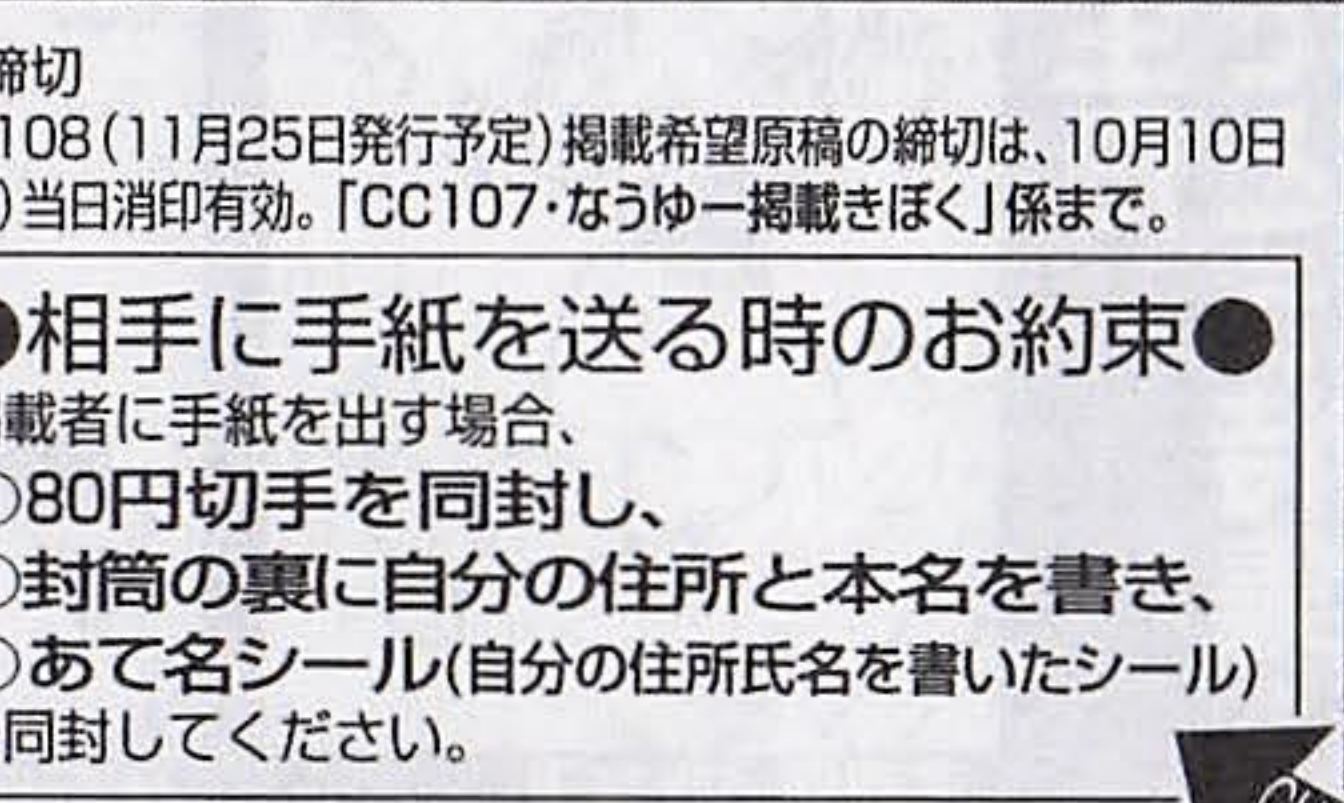 締切
108(11月25日発行予定)掲載希望原稿の締切は、10月10日
)当日消印有効。「CC107・なうゆー掲載きぼく」係まで。
●相手に手紙を送る時のお約束●
載者に手紙を出す場合、
○80円切手を同封し、
○封筒の裏に自分の住所と本名を書き、
○あて名シール(自分の住所氏名を書いたシール)
同封してください。